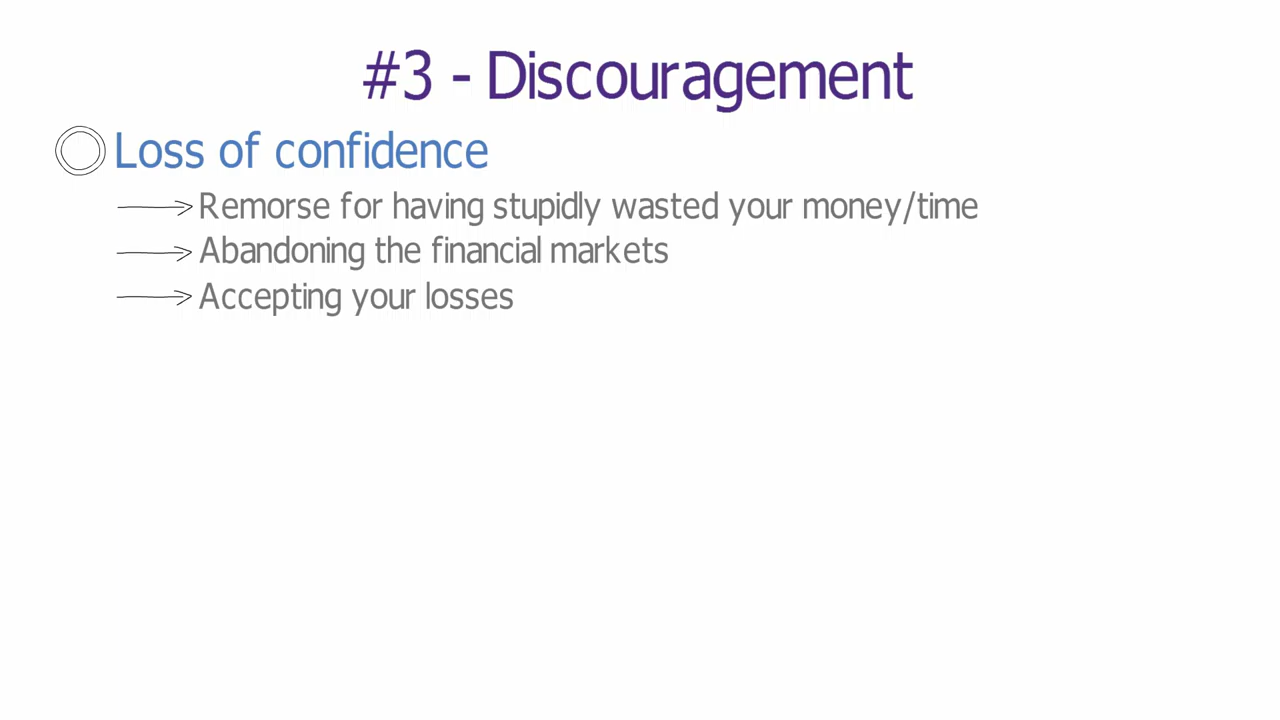 #3 - Discouragement
Loss of confidence
Remorse for having stupidly wasted your money/time
Abandoning the financial markets
Accepting your losses